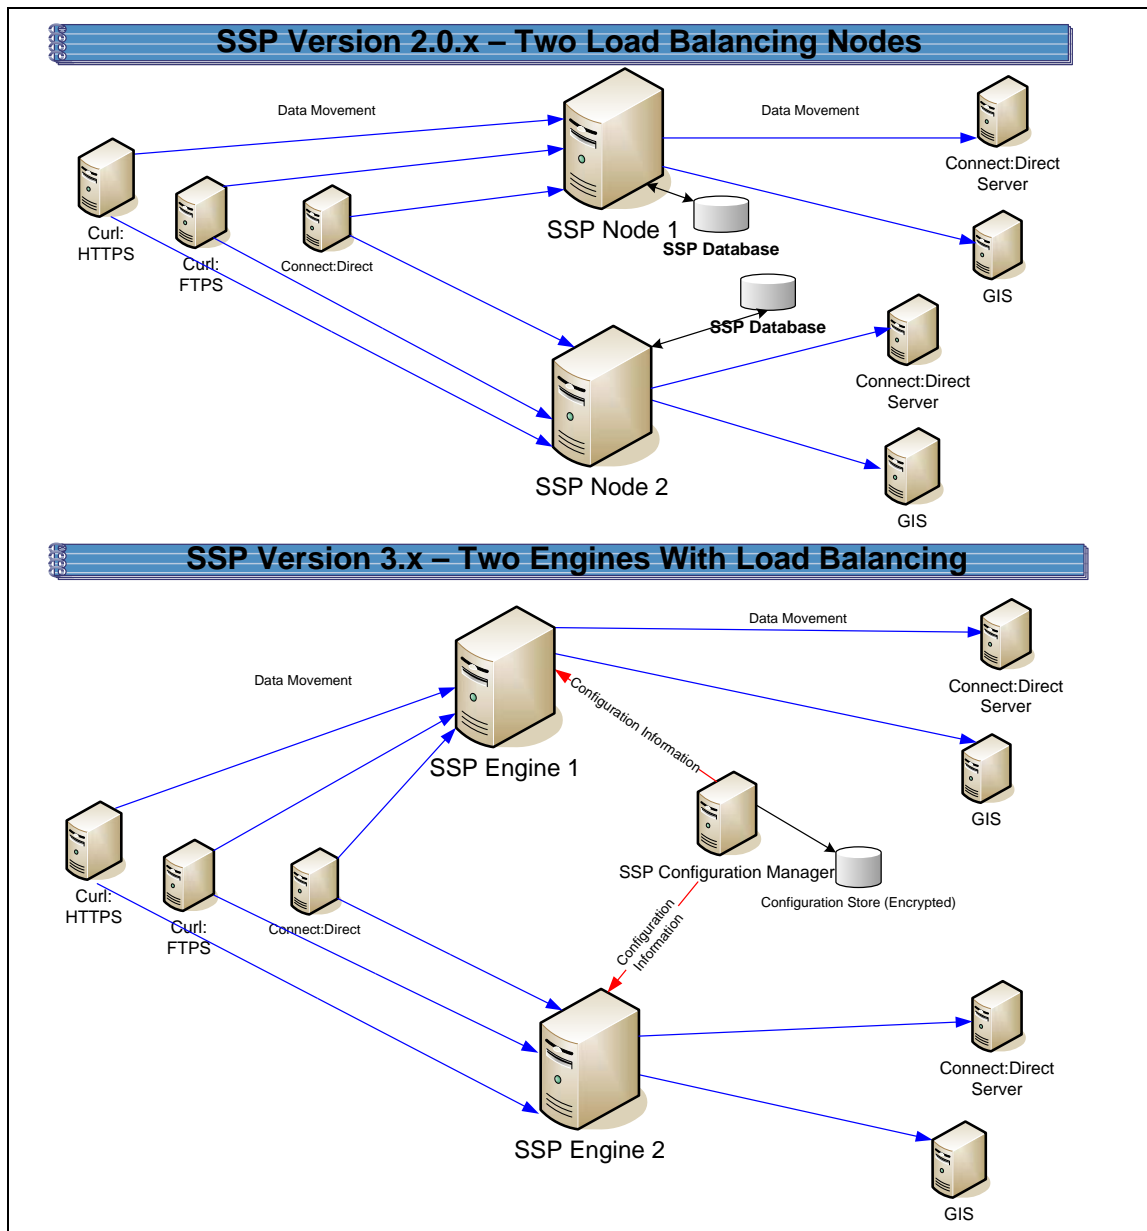 SSP Version 2.0.x – Two Load Balancing Nodes
Data Movement
Data Movement
Connect:Direct
Server
Curl:
HTTPS
Curl:
FTPS
Connect:Direct
SSP Node 1
SSP Database
GIS
SSP Database
Connect:Direct
Server
SSP Node 2
GIS
SSP Version 3.x – Two Engines With Load Balancing
Data Movement
Data Movement
Connect:Direct
Server
Configuration Information
SSP Engine 1
GIS
SSP Configuration Manager
Configuration Store (Encrypted)
Curl:
HTTPS
Curl:
FTPS
Connect:Direct
Configuration
Information
Connect:Direct
Server
SSP Engine 2
GIS